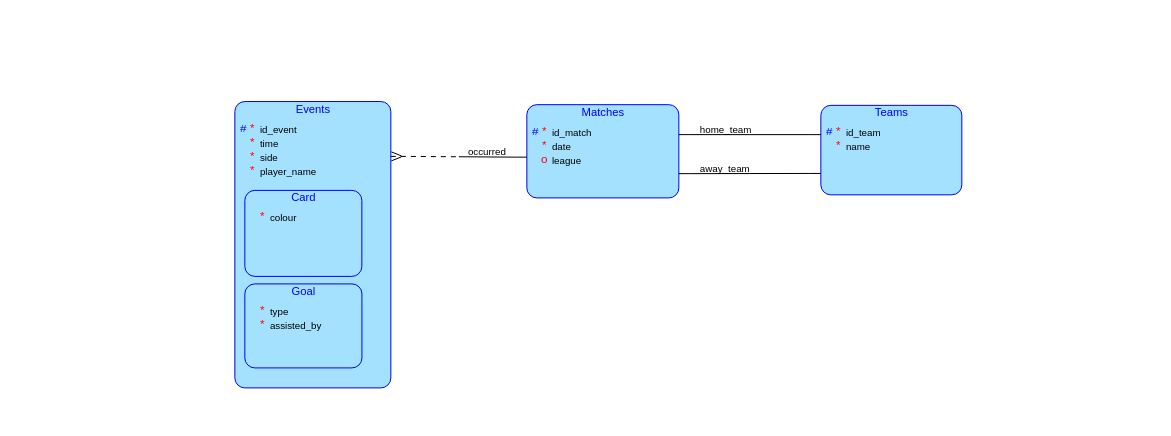 Events
# * id_event
* time
* side
* player_name
Card
* colour
Goal
* type
* assisted_by
occurred
Matches
# * id_match
* date
o league
home_team
away_team
Teams
# * id_team
* name